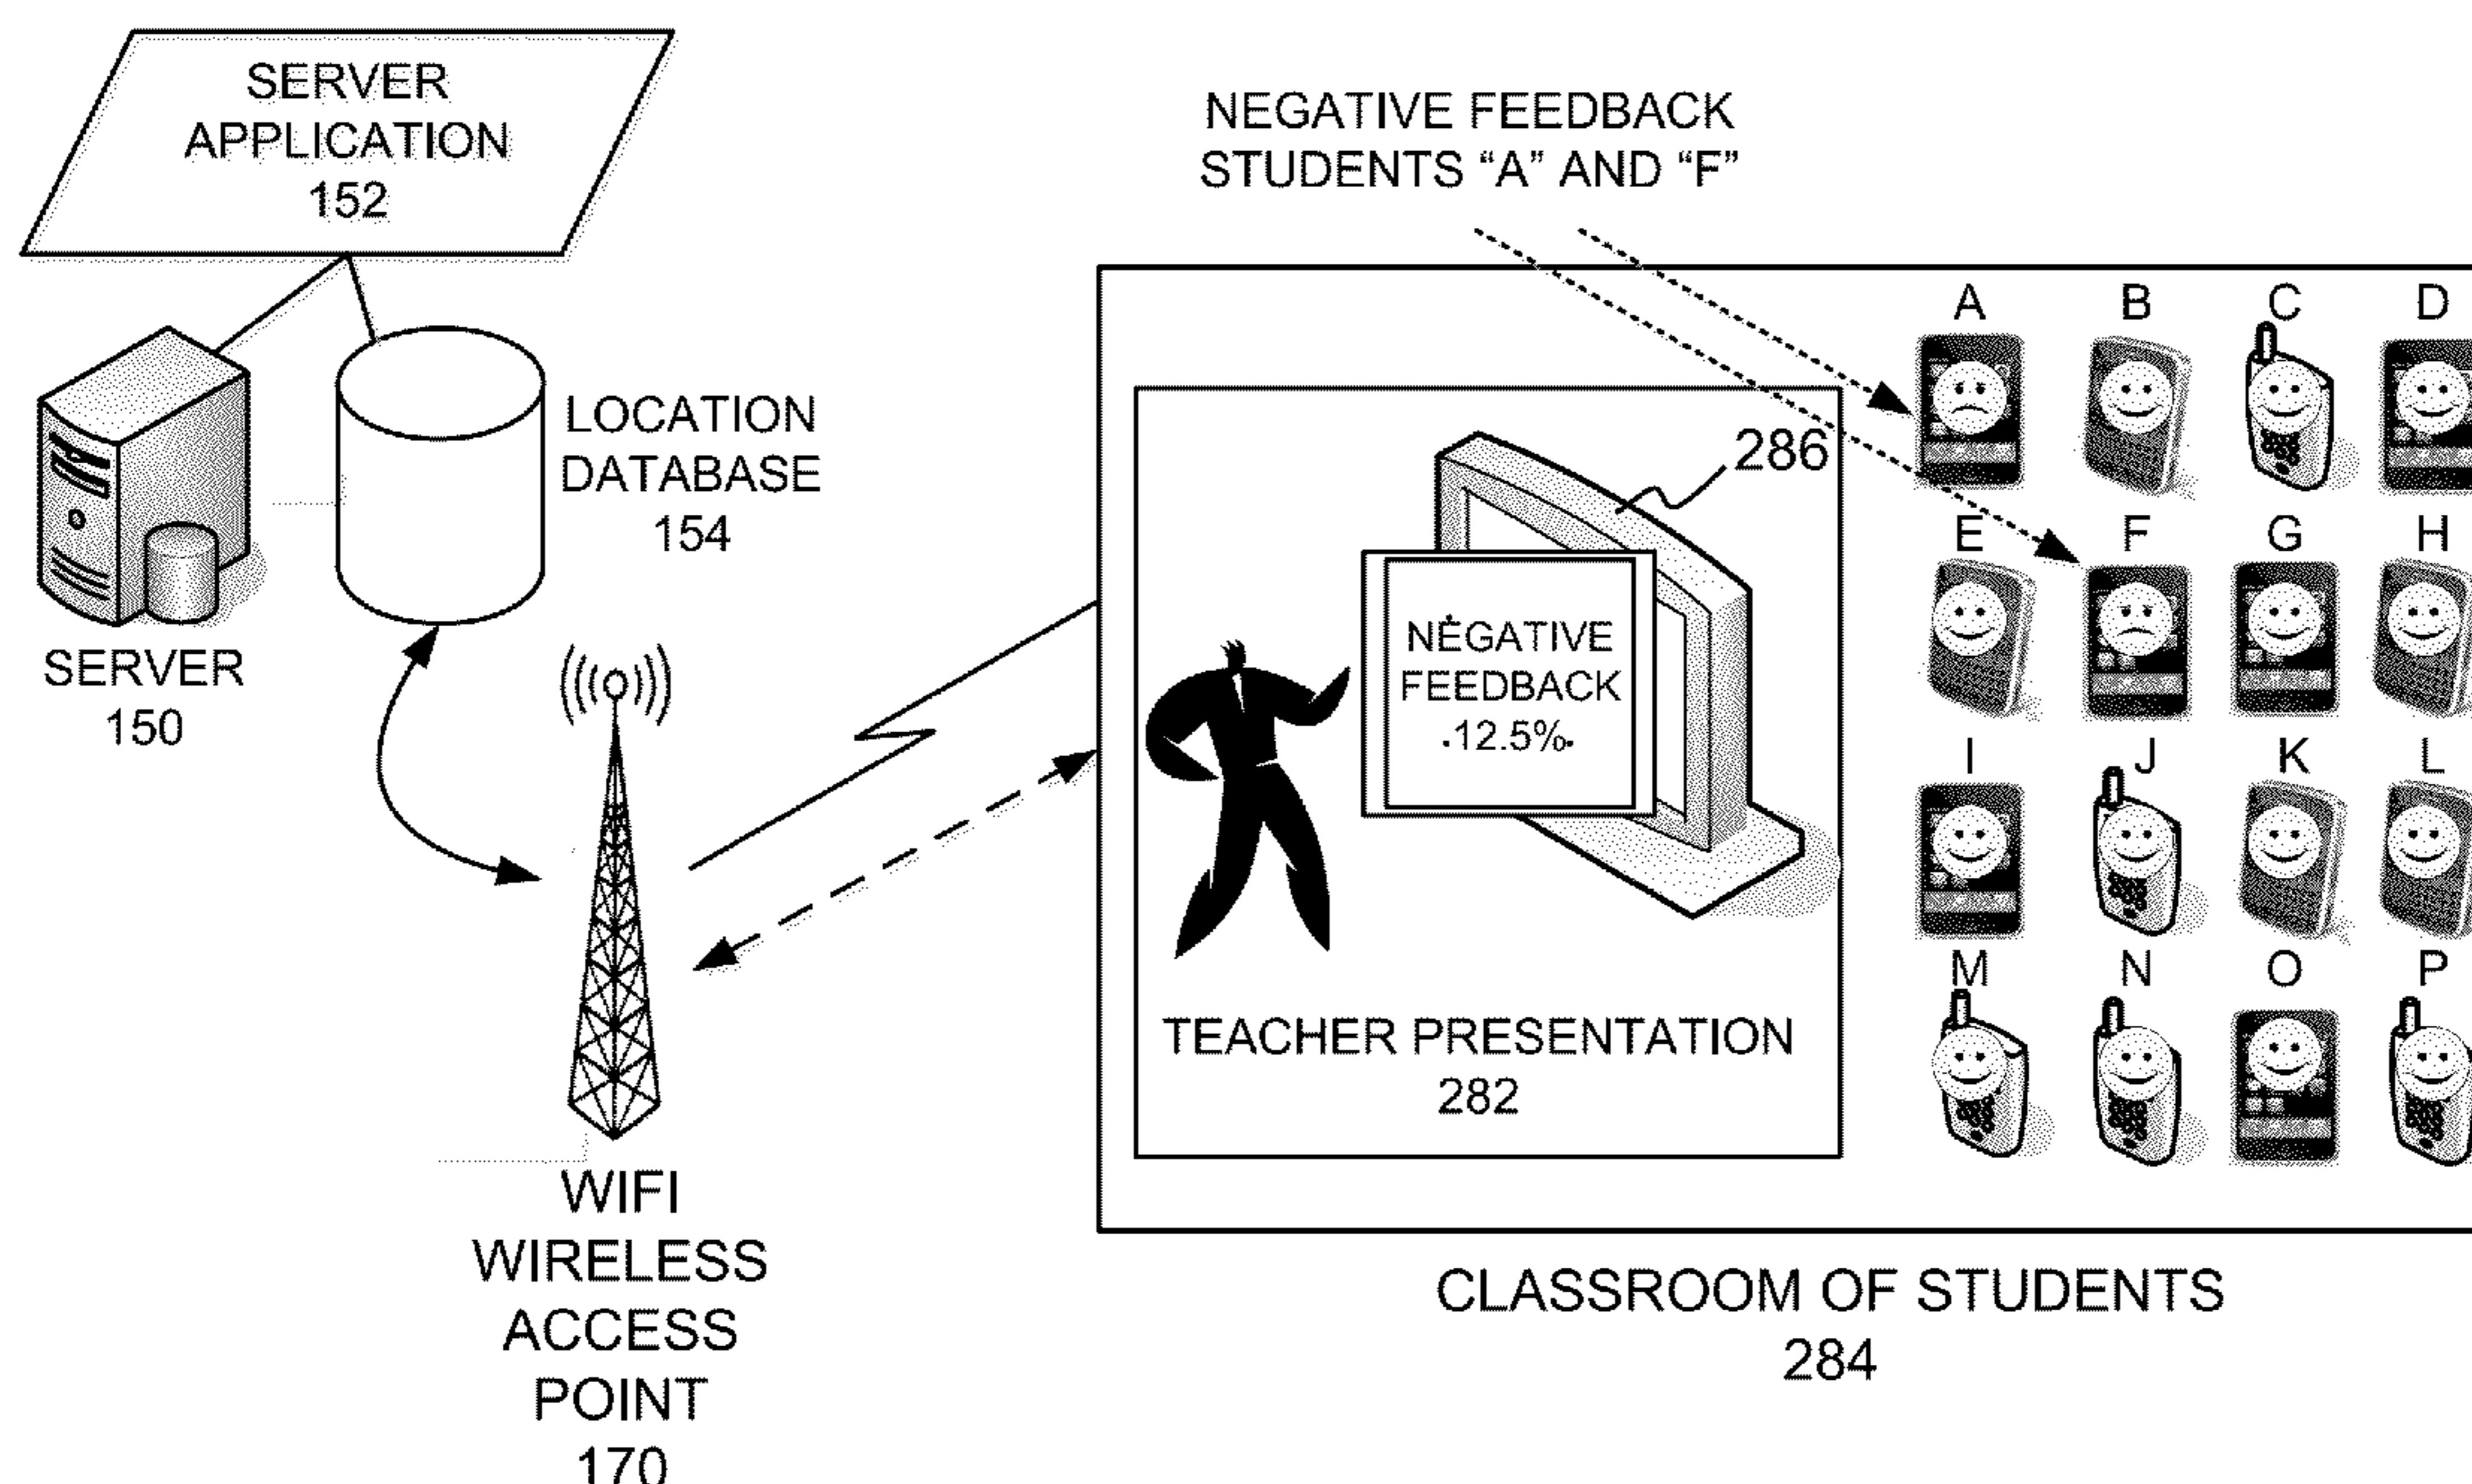 SERVER
APPLICATION
152
NEGATIVE FEEDBACK
STUDENTS “A” AND “F”
LOCATION
DATABASE
154
SERVER
150
WIFI
WIRELESS
ACCESS
POINT
170
286
NEGATIVE
FEEDBACK
12.5%
TEACHER PRESENTATION
282
A B C D
E F G H
I J K L
M N O P
CLASSROOM OF STUDENTS
284